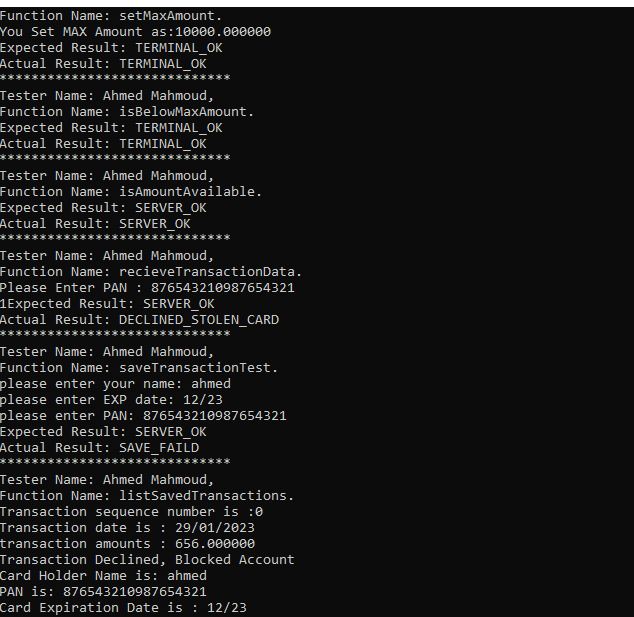 Function Name: setMaxAmount.
You Set MAX Amount as:10000.000000
Expected Result: TERMINAL_OK
Actual Result: TERMINAL_OK
*****************************
Tester Name: Ahmed Mahmoud,
Function Name: isBelowMaxAmount.
Expected Result: TERMINAL_OK
Actual Result: TERMINAL_OK
*****************************
Tester Name: Ahmed Mahmoud,
Function Name: isAmountAvailable.
Expected Result: SERVER_OK
Actual Result: SERVER_OK
*****************************
Tester Name: Ahmed Mahmoud,
Function Name: recieveTransactionData.
Please Enter PAN : 876543210987654321
1Expected Result: SERVER_OK
Actual Result: DECLINED_STOLEN_CARD
*****************************
Tester Name: Ahmed Mahmoud,
Function Name: saveTransactionTest.
please enter your name: ahmed
please enter EXP date: 12/23
please enter PAN: 876543210987654321
Expected Result: SERVER_OK
Actual Result: SAVE_FAILD
*****************************
Tester Name: Ahmed Mahmoud,
Function Name: listSavedTransactions.
Transaction sequence number is :0
Transaction date is : 29/01/2023
transaction amounts : 656.000000
Transaction Declined, Blocked Account
Card Holder Name is: ahmed
PAN is: 876543210987654321
Card Expiration Date is : 12/23